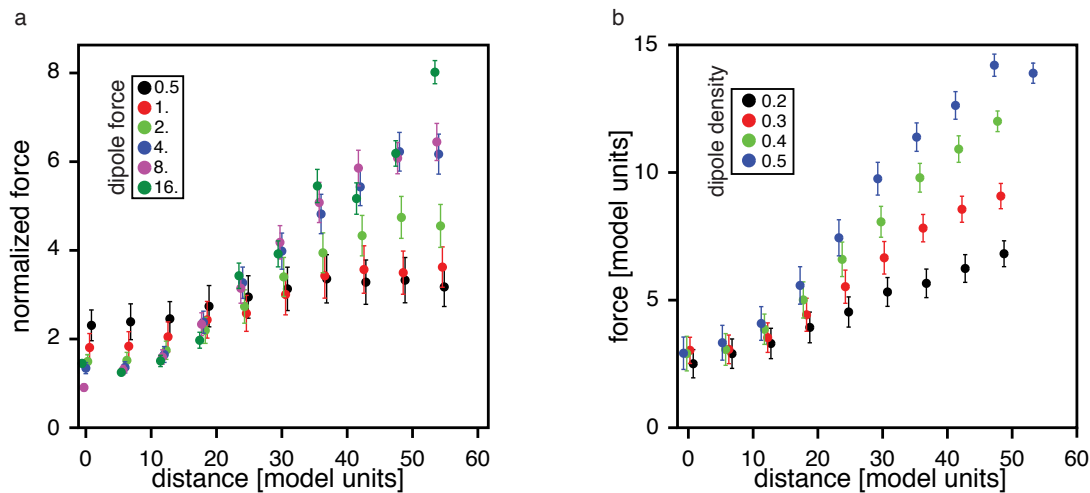 a
normalized force
8
6
4
2
0
dipole force
0.5
1.
2.
4.
8.
16.
0 10 20 30 40 50 60
distance [model units]
b
force [model units]
15
10
5
0
dipole density
0.2
0.3
0.4
0.5
0 10 20 30 40 50 60
distance [model units]